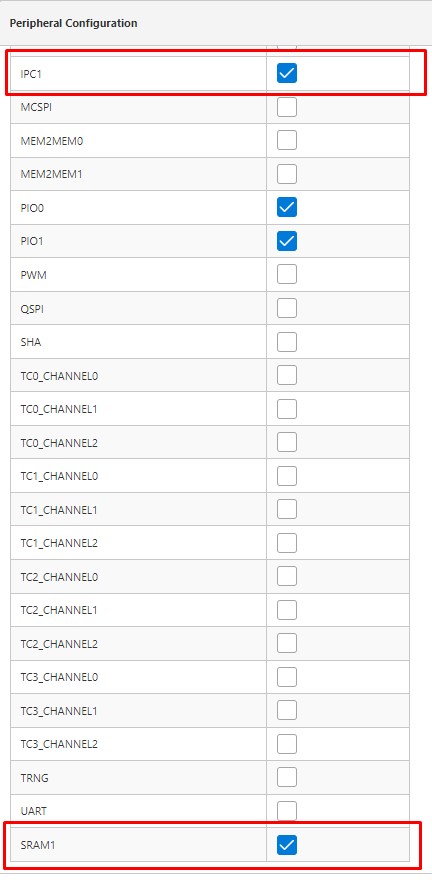 Peripheral Configuration
IPC1
MCSPI
MEM2MEM0
MEM2MEM1
PIO0
PIO1
PWM
QSPI
SHA
TC0_CHANNEL0
TC0_CHANNEL1
TC0_CHANNEL2
TC1_CHANNEL0
TC1_CHANNEL1
TC1_CHANNEL2
TC2_CHANNEL0
TC2_CHANNEL1
TC2_CHANNEL2
TC3_CHANNEL0
TC3_CHANNEL1
TC3_CHANNEL2
TRNG
UART
SRAM1